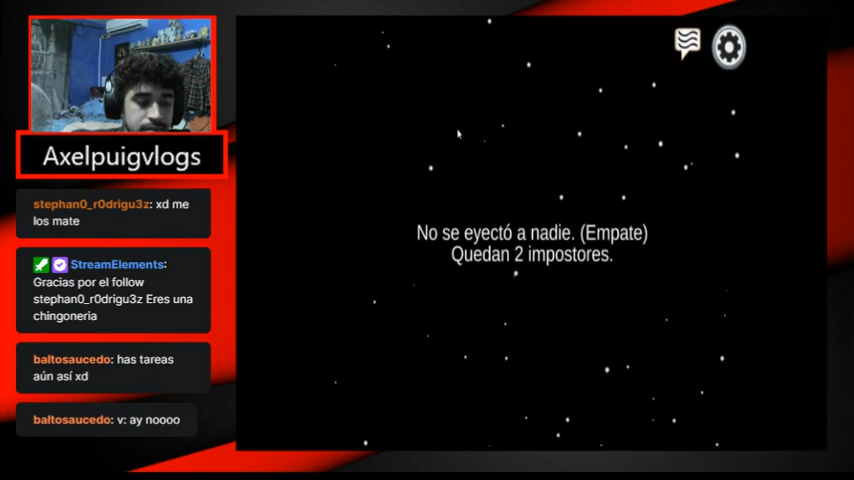 Axelpuigvlogs
stephan0_r0drigu3z: xd me
los mate
StreamElements:
Gracias por el follow
stephan0_r0drigu3z Eres una
chingoneria
baltosaucedo: has tareas
aún así xd
baltosaucedo: v: ay noooo
No se eyectó a nadie. (Empate)
Quedan 2 impostores.